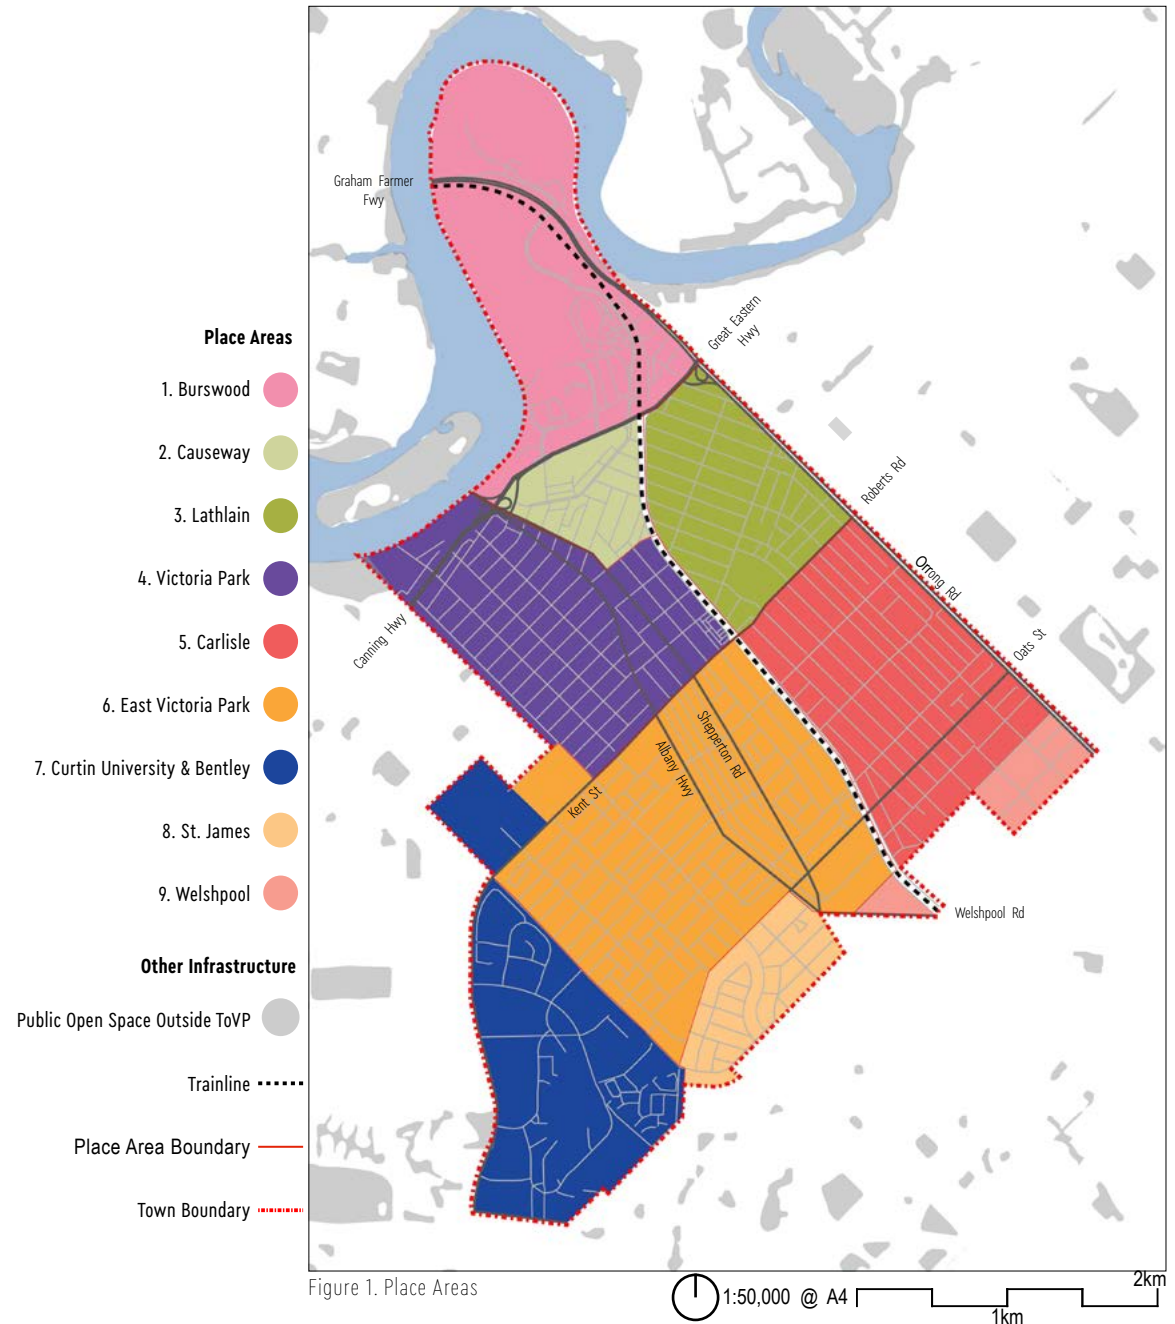 Place Areas
1. Burswood
2. Causeway
3. Lathlain
4. Victoria Park
5. Carlisle
6. East Victoria Park
7. Curtin University & Bentley
8. St. James
9. Welshpool
Other Infrastructure
Public Open Space Outside ToVP
Trainline
Place Area Boundary
Town Boundary
Graham Farmer
Fwy
Great Eastern
Hwy
Roberts Rd
Orrong Rd
Oats St
Canning Hwy
Shepperton Rd
Albany Hwy
Kent St
Welshpool Rd
Figure 1. Place Areas
1:50,000 @ A4
1km
2km